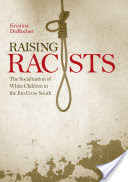 Kristina
DuRocher
RAISING
RACISTS
The Socialization of
White Children in
the Jim Crow South